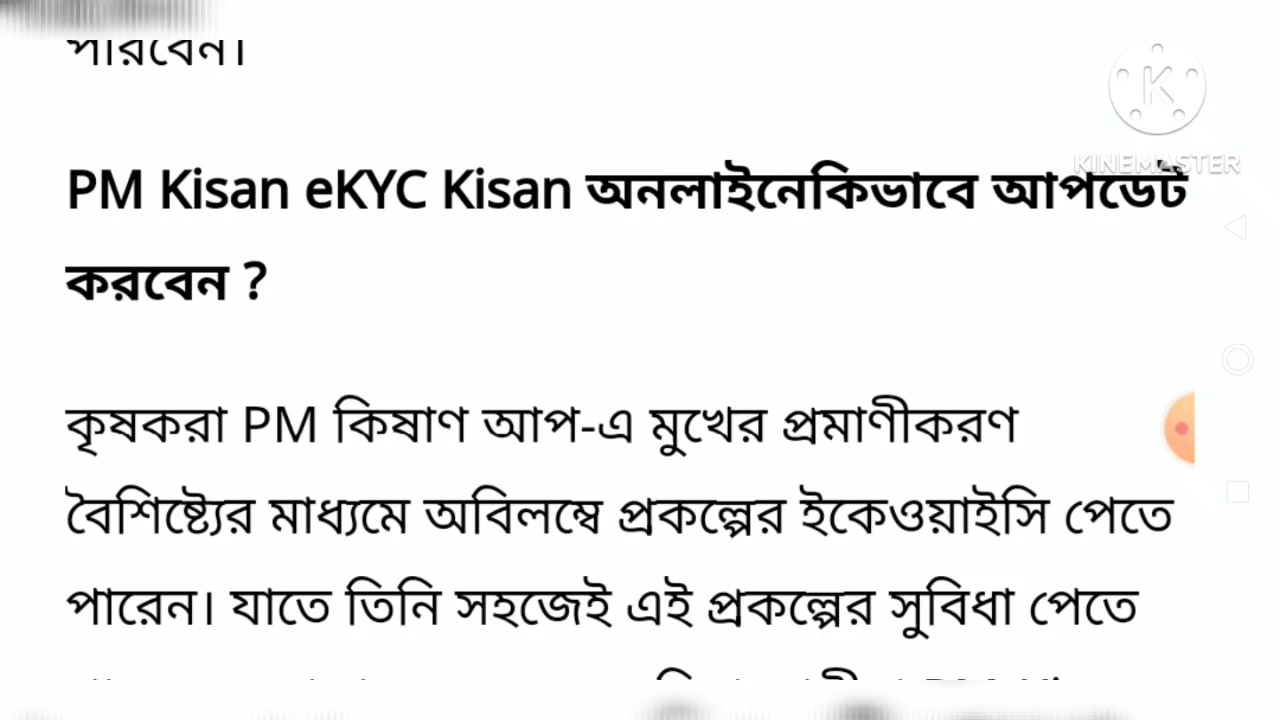 পারবেন।
KINEMASTER
PM Kisan eKYC Kisan অনলাইনেকিভাবে আপডেট
করবেন ?
কৃষকরা PM কিষাণ আপ-এ মুখের প্রমাণীকরণ
বৈশিষ্ট্যের মাধ্যমে অবিলম্বে প্রকল্পের ইকেওয়াইসি পেতে
পারেন। যাতে তিনি সহজেই এই প্রকল্পের সুবিধা পেতে